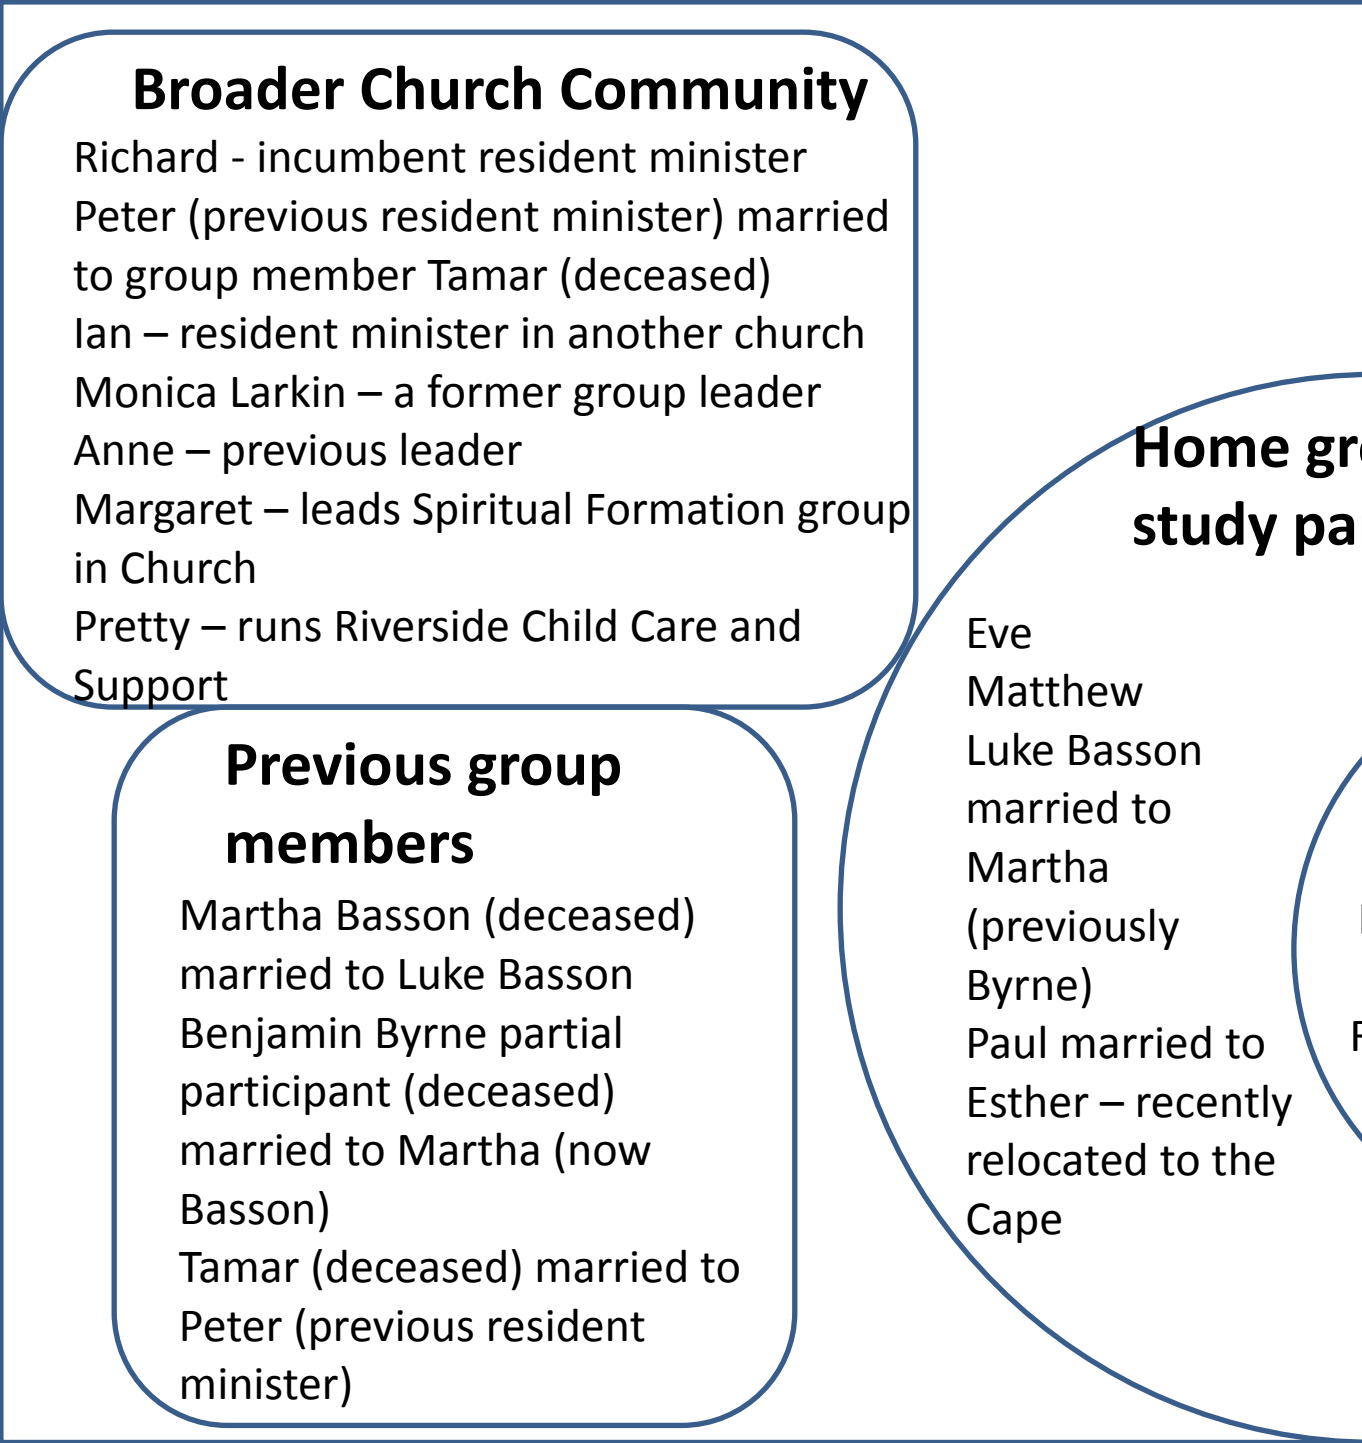 Broader Church Community
Richard - incumbent resident minister
Peter (previous resident minister) married
to group member Tamar (deceased)
Ian – resident minister in another church
Monica Larkin – a former group leader
Anne – previous leader
Margaret – leads Spiritual Formation group
in Church
Pretty – runs Riverside Child Care and
Support
Previous group
members
Martha Basson (deceased)
married to Luke Basson
Benjamin Byrne partial
participant (deceased)
married to Martha (now
Basson)
Tamar (deceased) married to
Peter (previous resident
minister)
Home
study
Eve
Matthew
Luke Basson
married to
Martha
(previously
Byrne)
Paul married to
Esther – recently
relocated to the
Cape